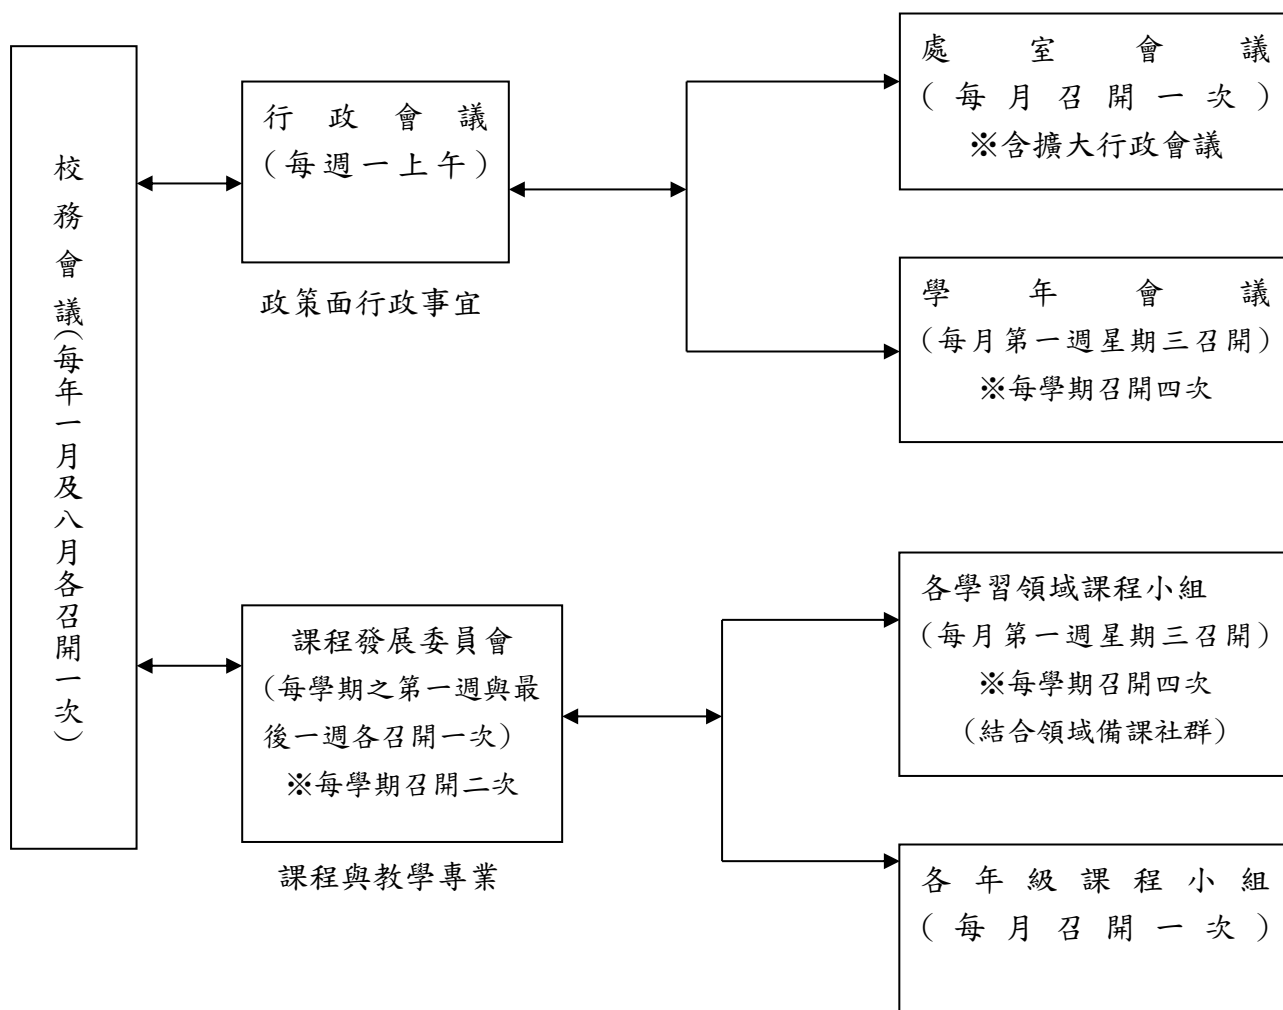 校務會議(每年一月及八月各召開一次)
行政會議
(每週一上午)
政策面行政事宜
處室會議
(每月召開一次)
※含擴大行政會議
學年會議
(每月第一週星期三召開)
※每學期召開四次
課程發展委員會
(每學期之第一週與最
後一週各召開一次)
※每學期召開二次
課程與教學專業
各學習領域課程小組
(每月第一週星期三召開)
※每學期召開四次
(結合領域備課社群)
各年級課程小組
(每月召開一次)